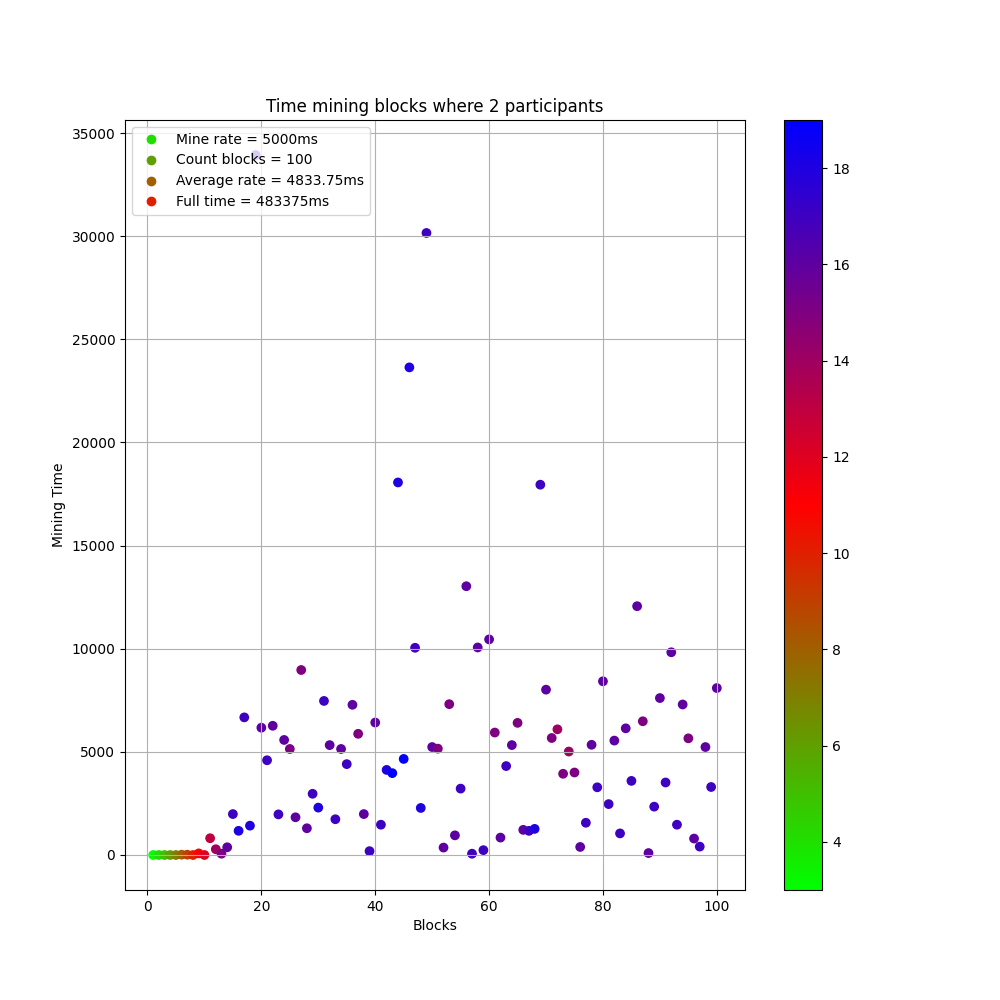 Time mining blocks where 2 participants
Mine rate = 5000ms
Count blocks = 100
Average rate = 4833.75ms
Full time = 483375ms
35000
30000
25000
20000
15000
10000
5000
0
Mining Time
0 20 40 60 80 100
Blocks
18
16
14
12
10
8
6
4